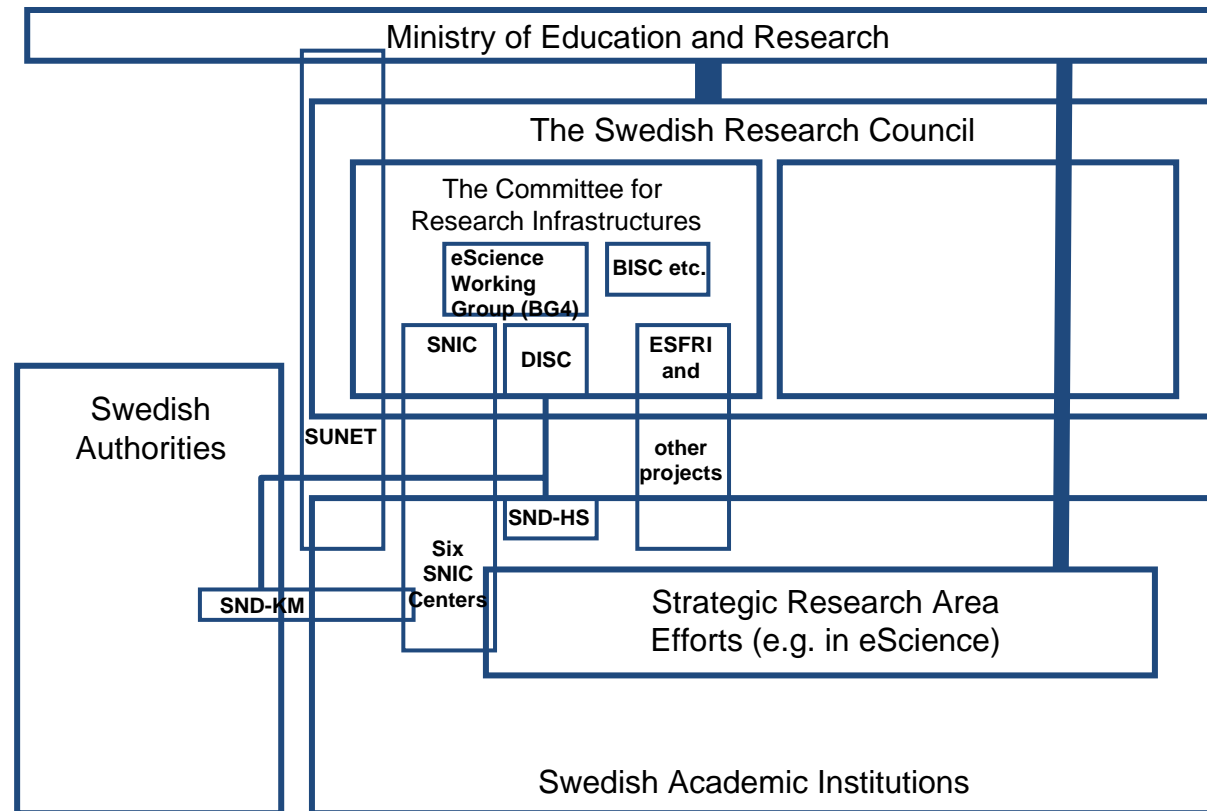 Ministry of Education and Research
The Swedish Research Council
The Committee for
Research Infrastructures
eScience
Working
Group (BG4)
BISC etc.
SNIC
DISC
ESFRI
and
other
projects
Swedish
Authorities
SUNET
SND-HS
Six
SNIC
Centers
SND-KM
Strategic Research Area
Efforts (e.g. in eScience)
Swedish Academic Institutions